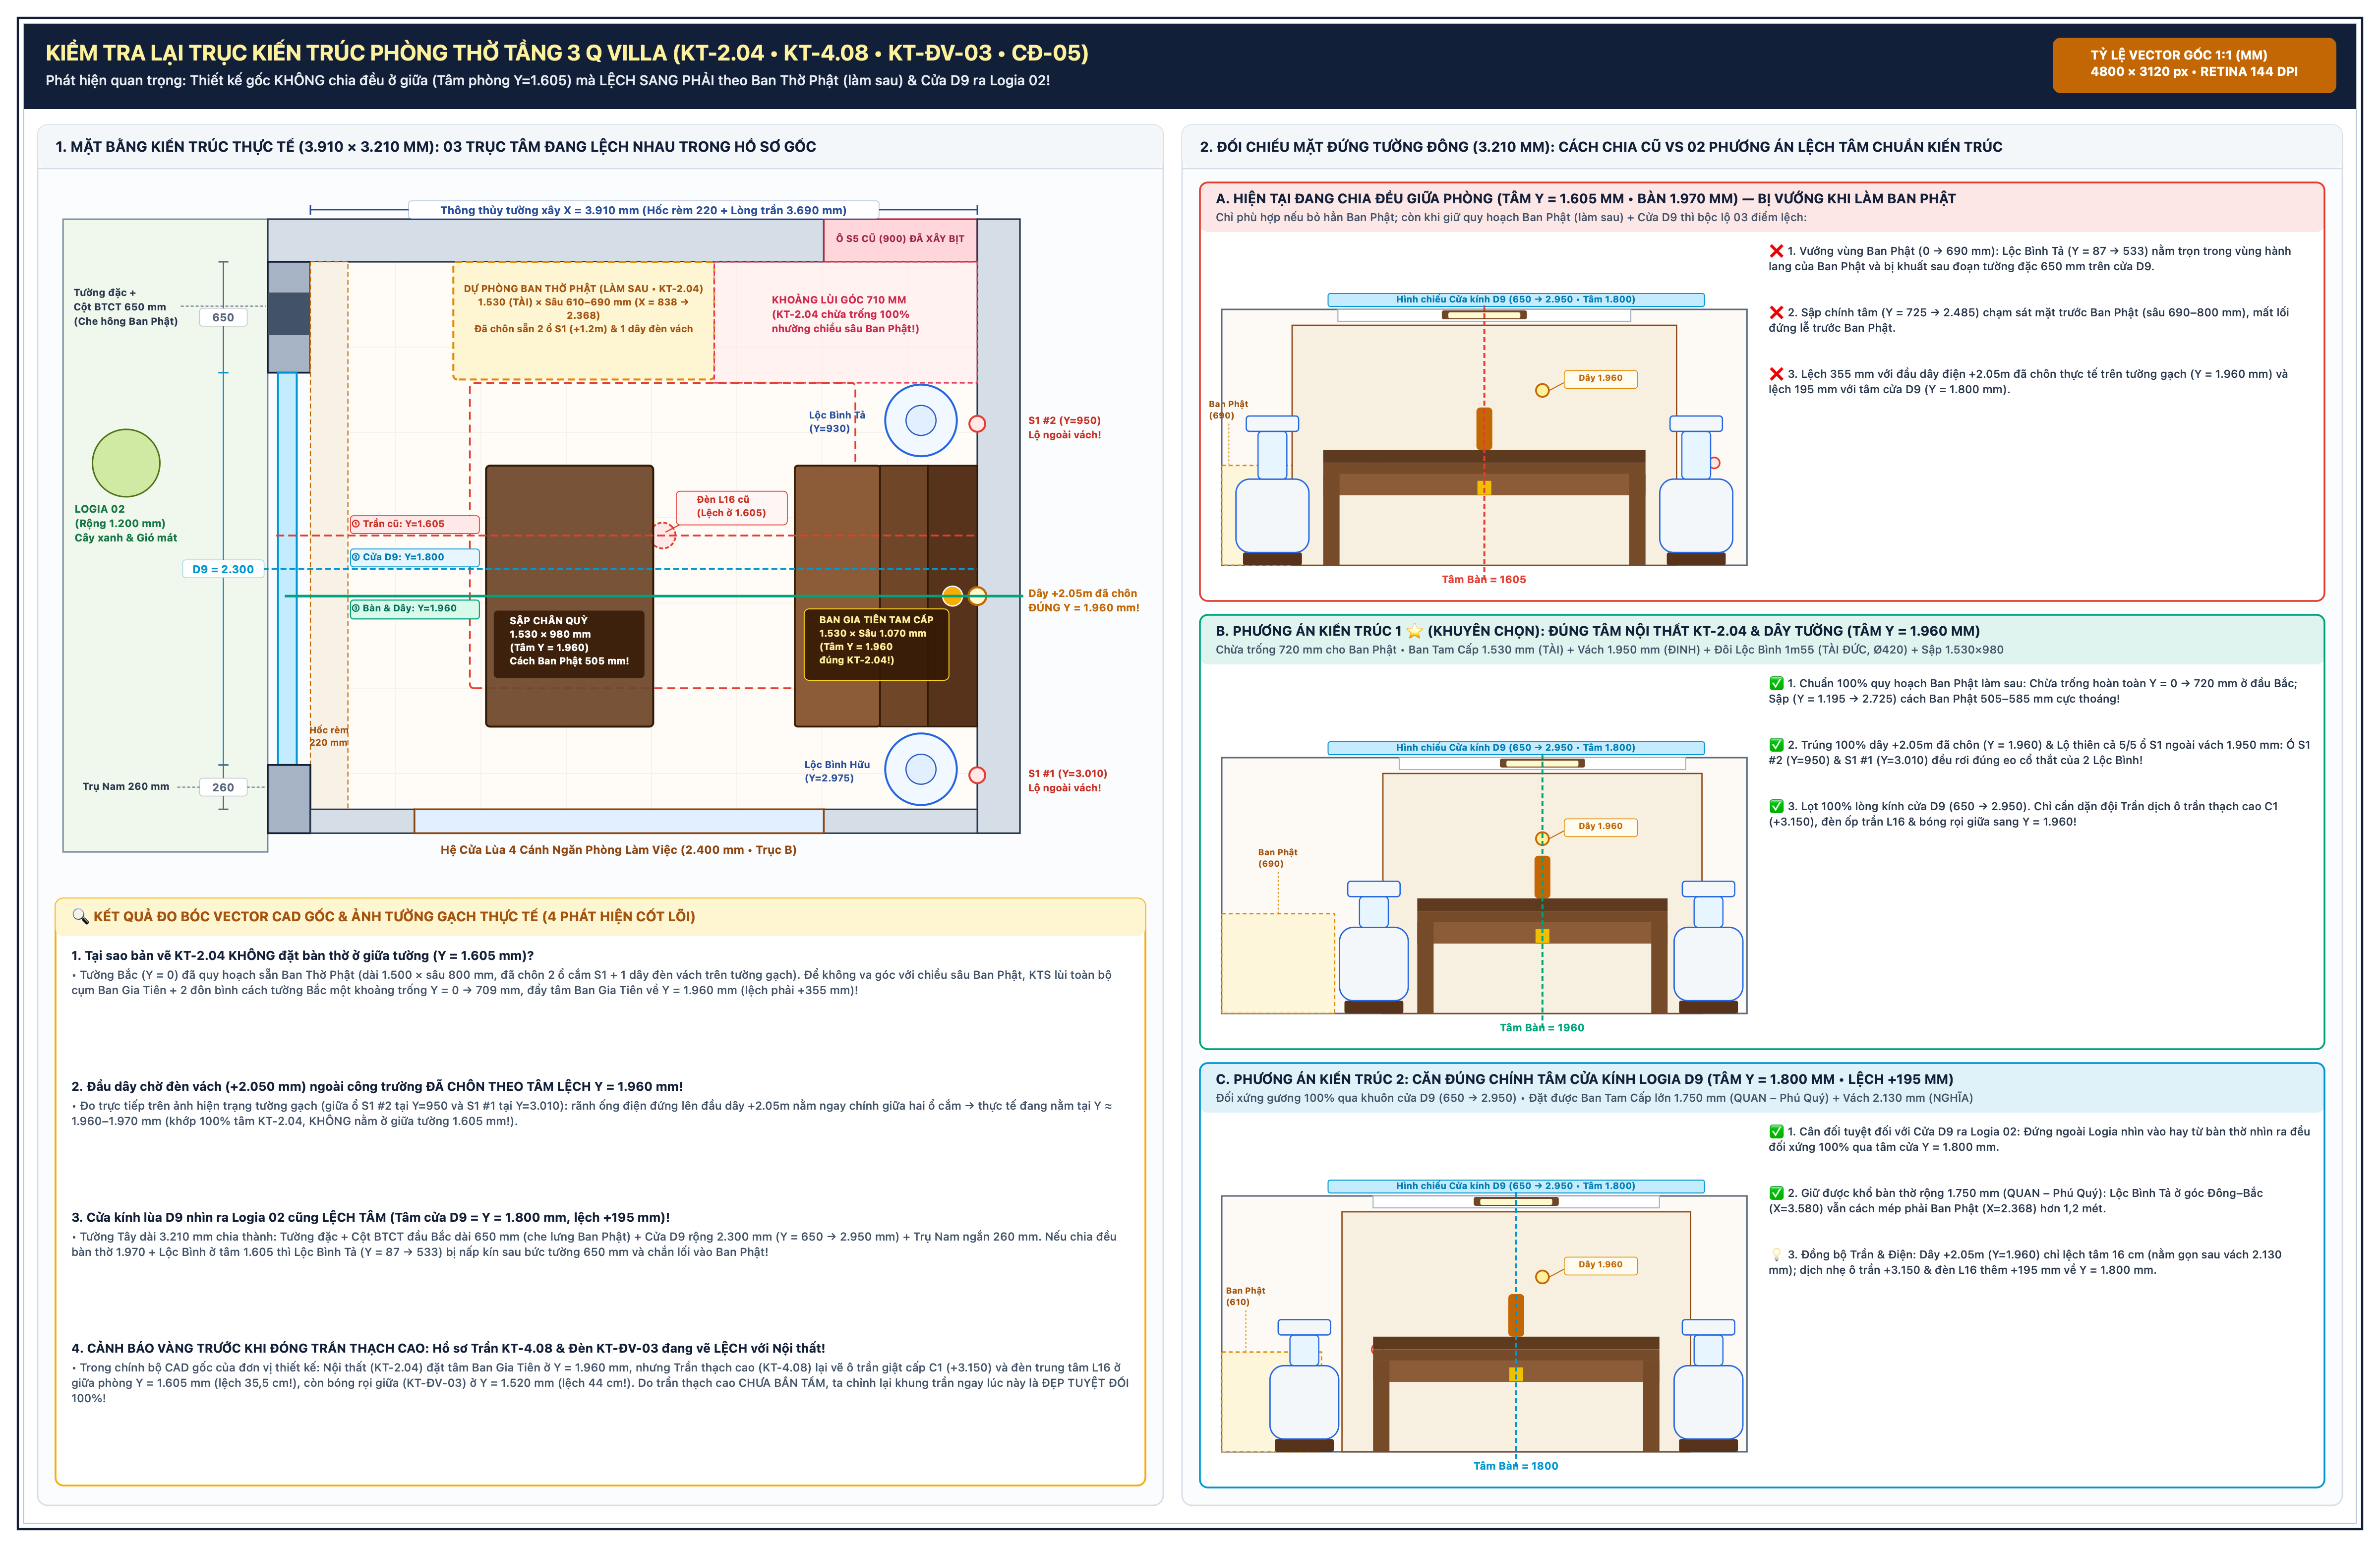 KIỂM TRA LẠI TRỤC KIẾN TRÚC PHÒNG THỜ TẦNG 3 Q VILLA (KT-2.04 • KT-4.08 • KT-ĐV-03 • CĐ-05)
Phát hiện quan trọng: Thiết kế gốc KHÔNG chia đều ở giữa (Tâm phòng Y=1.605) mà LỆCH SANG PHẢI theo Ban Thờ Phật (làm sau) & Cửa D9 ra Logia 02!
TỶ LỆ VECTOR GỐC 1:1 (MM)
4800 × 3120 px • RETINA 144 DPI
1. MẶT BẰNG KIẾN TRÚC THỰC TẾ (3.910 × 3.210 MM): 03 TRỤC TÂM ĐANG LỆCH NHAU TRONG HỒ SƠ GỐC
Thông thủy tường xây X = 3.910 mm (Hốc rèm 220 + Lòng trần 3.690 mm)
Ô S5 CŨ (900) ĐÃ XÂY BỊT
Tường đặc +
Cột BTCT 650 mm
(Che hông Ban Phật)
650
DỰ PHÒNG BAN THỜ PHẬT (LÀM SAU • KT-2.04)
1.530 (TÀI) × Sâu 610–690 mm (X = 838 →
2.368)
Đã chôn sẵn 2 ổ S1 (+1.2m) & 1 dây đèn vách
KHOẢNG LÙI GÓC 710 MM
(KT-2.04 chừa trống 100%
nhường chiều sâu Ban Phật!)
Lộc Bình Tả
(Y=930)
S1 #2 (Y=950)
Lộ ngoài vách!
LOGIA 02
(Rộng 1.200 mm)
Cây xanh & Gió mát
Đèn L16 cũ
(Lệch ở 1.605)
① Trần cũ: Y=1.605
② Cửa D9: Y=1.800
D9 = 2.300
③ Bàn & Dây: Y=1.960
Dây +2.05m đã chôn
ĐÚNG Y = 1.960 mm!
SẬP CHÂN QUỲ
1.530 × 980 mm
(Tâm Y = 1.960)
Cách Ban Phật 505 mm!
BAN GIA TIÊN TAM CẤP
1.530 × Sâu 1.070 mm
(Tâm Y = 1.960
đúng KT-2.04!)
Hốc rèm
220 mm
Trụ Nam 260 mm
260
Lộc Bình Hữu
(Y=2.975)
S1 #1 (Y=3.010)
Lộ ngoài vách!
Hệ Cửa Lùa 4 Cánh Ngăn Phòng Làm Việc (2.400 mm • Trục B)
🔍 KẾT QUẢ ĐO BÓC VECTOR CAD GỐC & ẢNH TƯỜNG GẠCH THỰC TẾ (4 PHÁT HIỆN CỐT LÕI)
1. Tại sao bản vẽ KT-2.04 KHÔNG đặt bàn thờ ở giữa tường (Y = 1.605 mm)?
• Tường Bắc (Y = 0) đã quy hoạch sẵn Ban Thờ Phật (dài 1.500 × sâu 800 mm, đã chôn 2 ổ cắm S1 + 1 dây đèn vách trên tường gạch). Để không va góc với chiều sâu Ban Phật, KTS lùi toàn bộ
cụm Ban Gia Tiên + 2 đôn bình cách tường Bắc một khoảng trống Y = 0 → 709 mm, đẩy tâm Ban Gia Tiên về Y = 1.960 mm (lệch phải +355 mm)!
2. Đầu dây chờ đèn vách (+2.050 mm) ngoài công trường ĐÃ CHÔN THEO TÂM LỆCH Y = 1.960 mm!
• Đo trực tiếp trên ảnh hiện trạng tường gạch (giữa ổ S1 #2 tại Y=950 và S1 #1 tại Y=3.010): rãnh ống điện đứng lên đầu dây +2.05m nằm ngay chính giữa hai ổ cắm → thực tế đang nằm tại Y ≈
1.960–1.970 mm (khớp 100% tâm KT-2.04, KHÔNG nằm ở giữa tường 1.605 mm!).
3. Cửa kính lùa D9 nhìn ra Logia 02 cũng LỆCH TÂM (Tâm cửa D9 = Y = 1.800 mm, lệch +195 mm)!
• Tường Tây dài 3.210 mm chia thành: Tường đặc + Cột BTCT đầu Bắc dài 650 mm (che lưng Ban Phật) + Cửa D9 rộng 2.300 mm (Y = 650 → 2.950 mm) + Trụ Nam ngắn 260 mm. Nếu chia đều
bàn thờ 1.970 + Lộc Bình ở tâm 1.605 thì Lộc Bình Tả (Y = 87 → 533) bị nấp kín sau bức tường 650 mm và chắn lối vào Ban Phật!
4. CẢNH BÁO VÀNG TRƯỚC KHI ĐÓNG TRẦN THẠCH CAO: Hồ sơ Trần KT-4.08 & Đèn KT-ĐV-03 đang vẽ LỆCH với Nội thất!
• Trong chính bộ CAD gốc của đơn vị thiết kế: Nội thất (KT-2.04) đặt tâm Ban Gia Tiên ở Y = 1.960 mm, nhưng Trần thạch cao (KT-4.08) lại vẽ ô trần giật cấp C1 (+3.150) và đèn trung tâm L16 ở
giữa phòng Y = 1.605 mm (lệch 35,5 cm!), còn bóng rọi giữa (KT-ĐV-03) ở Y = 1.520 mm (lệch 44 cm!). Do trần thạch cao CHƯA BẮN TẤM, ta chỉnh lại khung trần ngay lúc này là ĐẸP TUYỆT ĐỐI
100%!
2. ĐỐI CHIẾU MẶT ĐỨNG TƯỜNG ĐÔNG (3.210 MM): CÁCH CHIA CŨ VS 02 PHƯƠNG ÁN LỆCH TÂM CHUẨN KIẾN TRÚC
A. HIỆN TẠI ĐANG CHIA ĐỀU GIỮA PHÒNG (TÂM Y = 1.605 MM • BÀN 1.970 MM) — BỊ VƯỚNG KHI LÀM BAN PHẬT
Chỉ phù hợp nếu bỏ hẳn Ban Phật; còn khi giữ quy hoạch Ban Phật (làm sau) + Cửa D9 thì bộc lộ 03 điểm lệch:
Hình chiếu Cửa kính D9 (650 → 2.950 • Tâm 1.800)
Dây 1.960
Ban Phật
(690)
Tâm Bàn = 1605
❌ 1. Vướng vùng Ban Phật (0 → 690 mm): Lộc Bình Tả (Y = 87 → 533) nằm trọn trong vùng hành
lang của Ban Phật và bị khuất sau đoạn tường đặc 650 mm trên cửa D9.
❌ 2. Sập chính tâm (Y = 725 → 2.485) chạm sát mặt trước Ban Phật (sâu 690–800 mm), mất lối
đứng lễ trước Ban Phật.
❌ 3. Lệch 355 mm với đầu dây điện +2.05m đã chôn thực tế trên tường gạch (Y = 1.960 mm) và
lệch 195 mm với tâm cửa D9 (Y = 1.800 mm).
B. PHƯƠNG ÁN KIẾN TRÚC 1 ⭐ (KHUYÊN CHỌN): ĐÚNG TÂM NỘI THẤT KT-2.04 & DÂY TƯỜNG (TÂM Y = 1.960 MM)
Chừa trống 720 mm cho Ban Phật • Ban Tam Cấp 1.530 mm (TÀI) + Vách 1.950 mm (ĐINH) + Đôi Lộc Bình 1m55 (TÀI ĐỨC, Ø420) + Sập 1.530×980
Hình chiếu Cửa kính D9 (650 → 2.950 • Tâm 1.800)
Dây 1.960
Ban Phật
(690)
Tâm Bàn = 1960
✅ 1. Chuẩn 100% quy hoạch Ban Phật làm sau: Chừa trống hoàn toàn Y = 0 → 720 mm ở đầu Bắc;
Sập (Y = 1.195 → 2.725) cách Ban Phật 505–585 mm cực thoáng!
✅ 2. Trúng 100% dây +2.05m đã chôn (Y = 1.960) & Lộ thiên cả 5/5 ổ S1 ngoài vách 1.950 mm: Ổ S1
#2 (Y=950) & S1 #1 (Y=3.010) đều rơi đúng eo cổ thắt của 2 Lộc Bình!
✅ 3. Lọt 100% lòng kính cửa D9 (650 → 2.950). Chỉ cần dặn đội Trần dịch ô trần thạch cao C1
(+3.150), đèn ốp trần L16 & bóng rọi giữa sang Y = 1.960!
C. PHƯƠNG ÁN KIẾN TRÚC 2: CĂN ĐÚNG CHÍNH TÂM CỬA KÍNH LOGIA D9 (TÂM Y = 1.800 MM • LỆCH +195 MM)
Đối xứng gương 100% qua khuôn cửa D9 (650 → 2.950) • Đặt được Ban Tam Cấp lớn 1.750 mm (QUAN – Phú Quý) + Vách 2.130 mm (NGHĨA)
Hình chiếu Cửa kính D9 (650 → 2.950 • Tâm 1.800)
Dây 1.960
Ban Phật
(610)
Tâm Bàn = 1800
✅ 1. Cân đối tuyệt đối với Cửa D9 ra Logia 02: Đứng ngoài Logia nhìn vào hay từ bàn thờ nhìn ra đều
đối xứng 100% qua tâm cửa Y = 1.800 mm.
✅ 2. Giữ được khổ bàn thờ rộng 1.750 mm (QUAN – Phú Quý): Lộc Bình Tả ở góc Đông–Bắc
(X=3.580) vẫn cách mép phải Ban Phật (X=2.368) hơn 1,2 mét.
💡 3. Đồng bộ Trần & Điện: Dây +2.05m (Y=1.960) chỉ lệch tâm 16 cm (nằm gọn sau vách 2.130
mm); dịch nhẹ ô trần +3.150 & đèn L16 thêm +195 mm về Y = 1.800 mm.